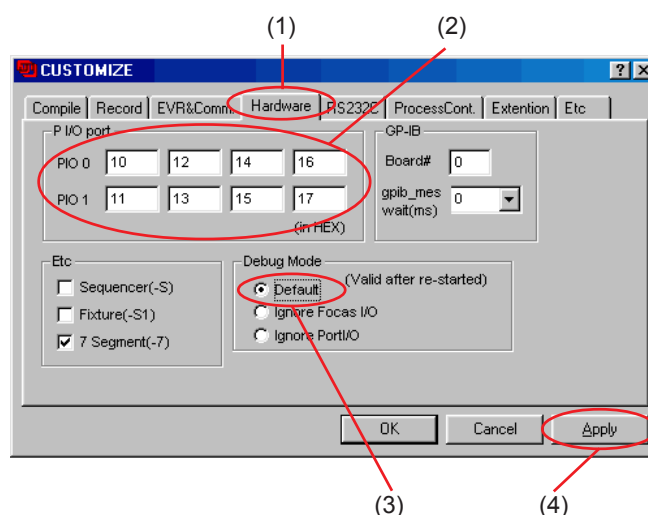 (1) (2)
CUSTOMIZE
Compile Record EVR&Comm. Hardware RS232C ProcessCont. Extention Etc
P I/O port
PIO 0 10 12 14 16
PIO 1 11 13 15 17
(in HEX)
GP-IB
Board# 0
gpib_mes 0
wait(ms)
Etc
Sequencer(-S)
Fixture(-S1)
7 Segment(-7)
Debug Mode
Default (Valid after re-started)
Ignore Focas I/O
Ignore PortI/O
OK Cancel Apply
(3) (4)